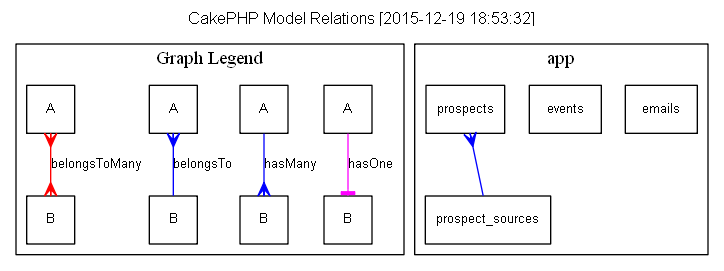 CakePHP Model Relations [2015-12-19 18:53:32]
Graph Legend
A A A A
belongsToMany belongsTo hasMany hasOne
B B B B
app
prospects events emails
prospect_sources